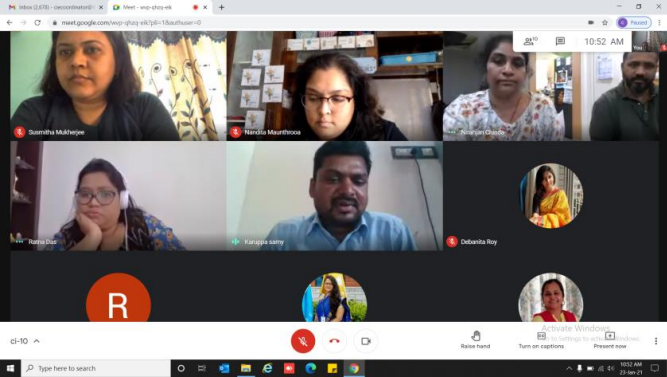 Inbox (2,678) -
Meet - wvp-qhzq-eik
meet.google.com/wvp-qhzq-eik?pli=1&authuser=0
Paused
10
10:52 AM
You
Susmitha Mukherjee
Nandita Maunthrooa
Ratna Das
Karuppa samy
Debanita Roy
R
ci-10
Raise hand
Turn on captions
Present now
Activate Windows
Go to Settings to activate Windows.
Type here to search
10:52 AM
23-Jan-21